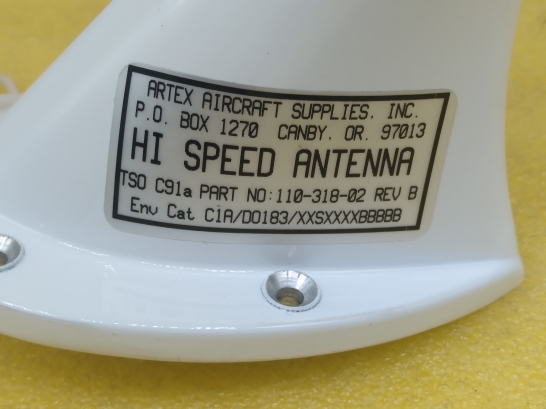 ARTEX AIRCRAFT SUPPLIES, INC.
P.O. BOX 1270 CANBY, OR. 97013
HI SPEED ANTENNA
TSO C91a PART NO:110-318-02 REV B
Env Cat C1A/DO183/XXSXXXXBBBBB